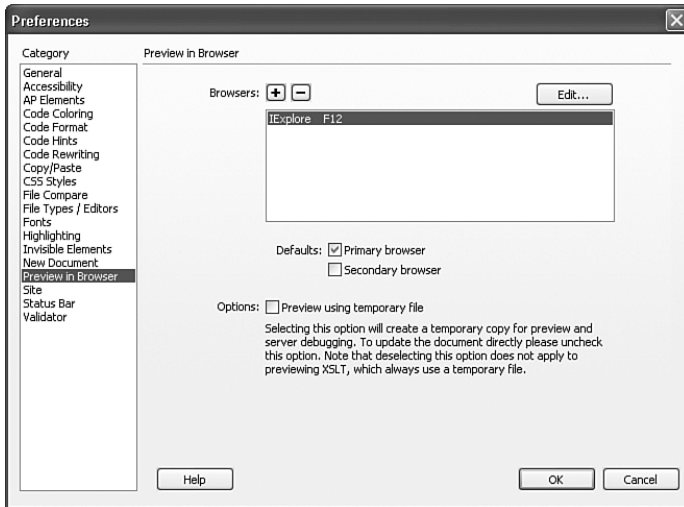 Preferences
Category
General
Accessibility
AP Elements
Code Coloring
Code Format
Code Hints
Code Rewriting
Copy/Paste
CSS Styles
File Compare
File Types / Editors
Fonts
Highlighting
Invisible Elements
New Document
Preview in Browser
Site
Status Bar
Validator
Preview in Browser
Browsers:
Edit...
IExplore F12
Defaults: Primary browser
Secondary browser
Options: Preview using temporary file
Selecting this option will create a temporary copy for preview and
server debugging. To update the document directly please uncheck
this option. Note that deselecting this option does not apply to
previewing XSLT, which always use a temporary file.
Help
OK
Cancel